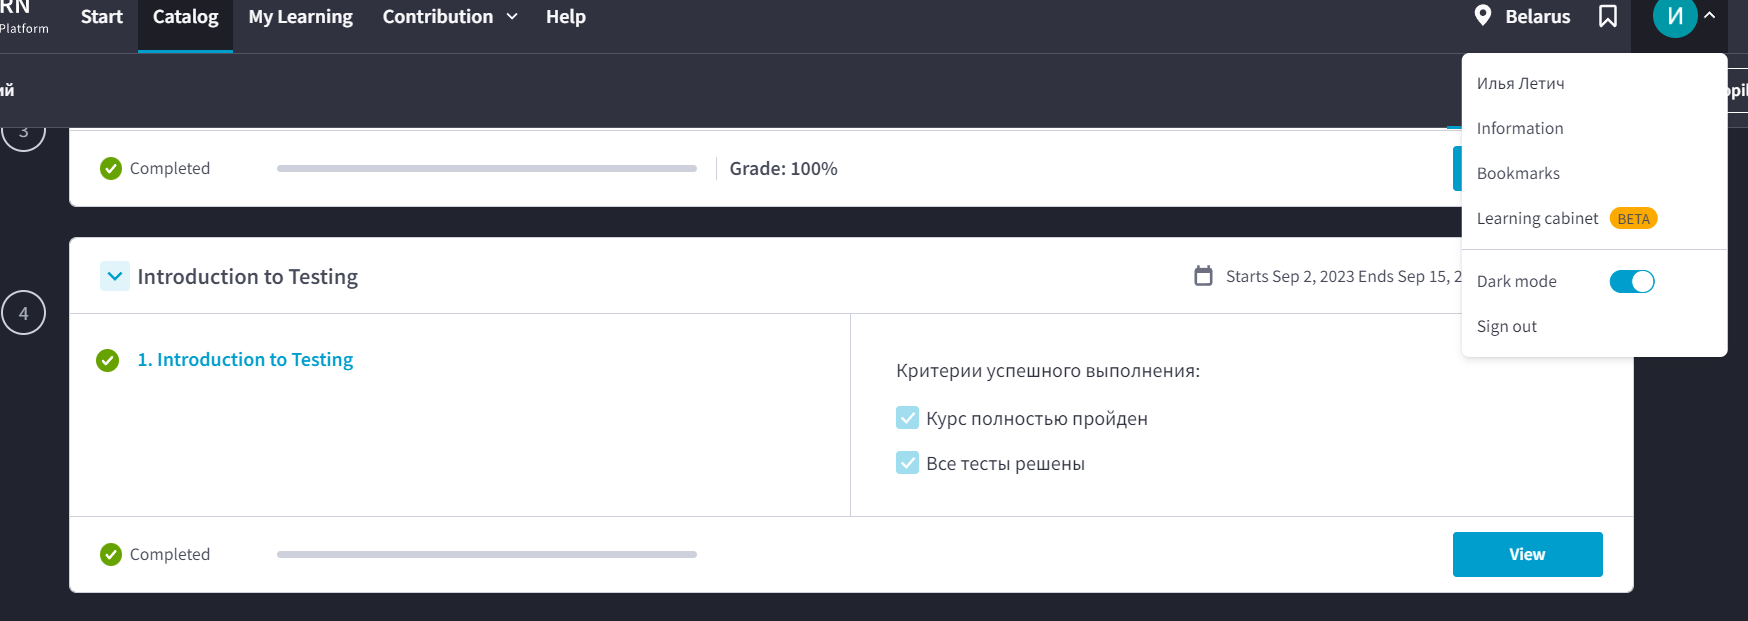 RN
Platform
Start Catalog My Learning Contribution Help Belarus И
ий
Илья Летич
Information
Bookmarks
Learning cabinet BETA
Dark mode
Sign out
3
Completed Grade: 100%
4
Introduction to Testing Starts Sep 2, 2023 Ends Sep 15, 2
1. Introduction to Testing
Критерии успешного выполнения:
Курс полностью пройден
Все тесты решены
Completed View